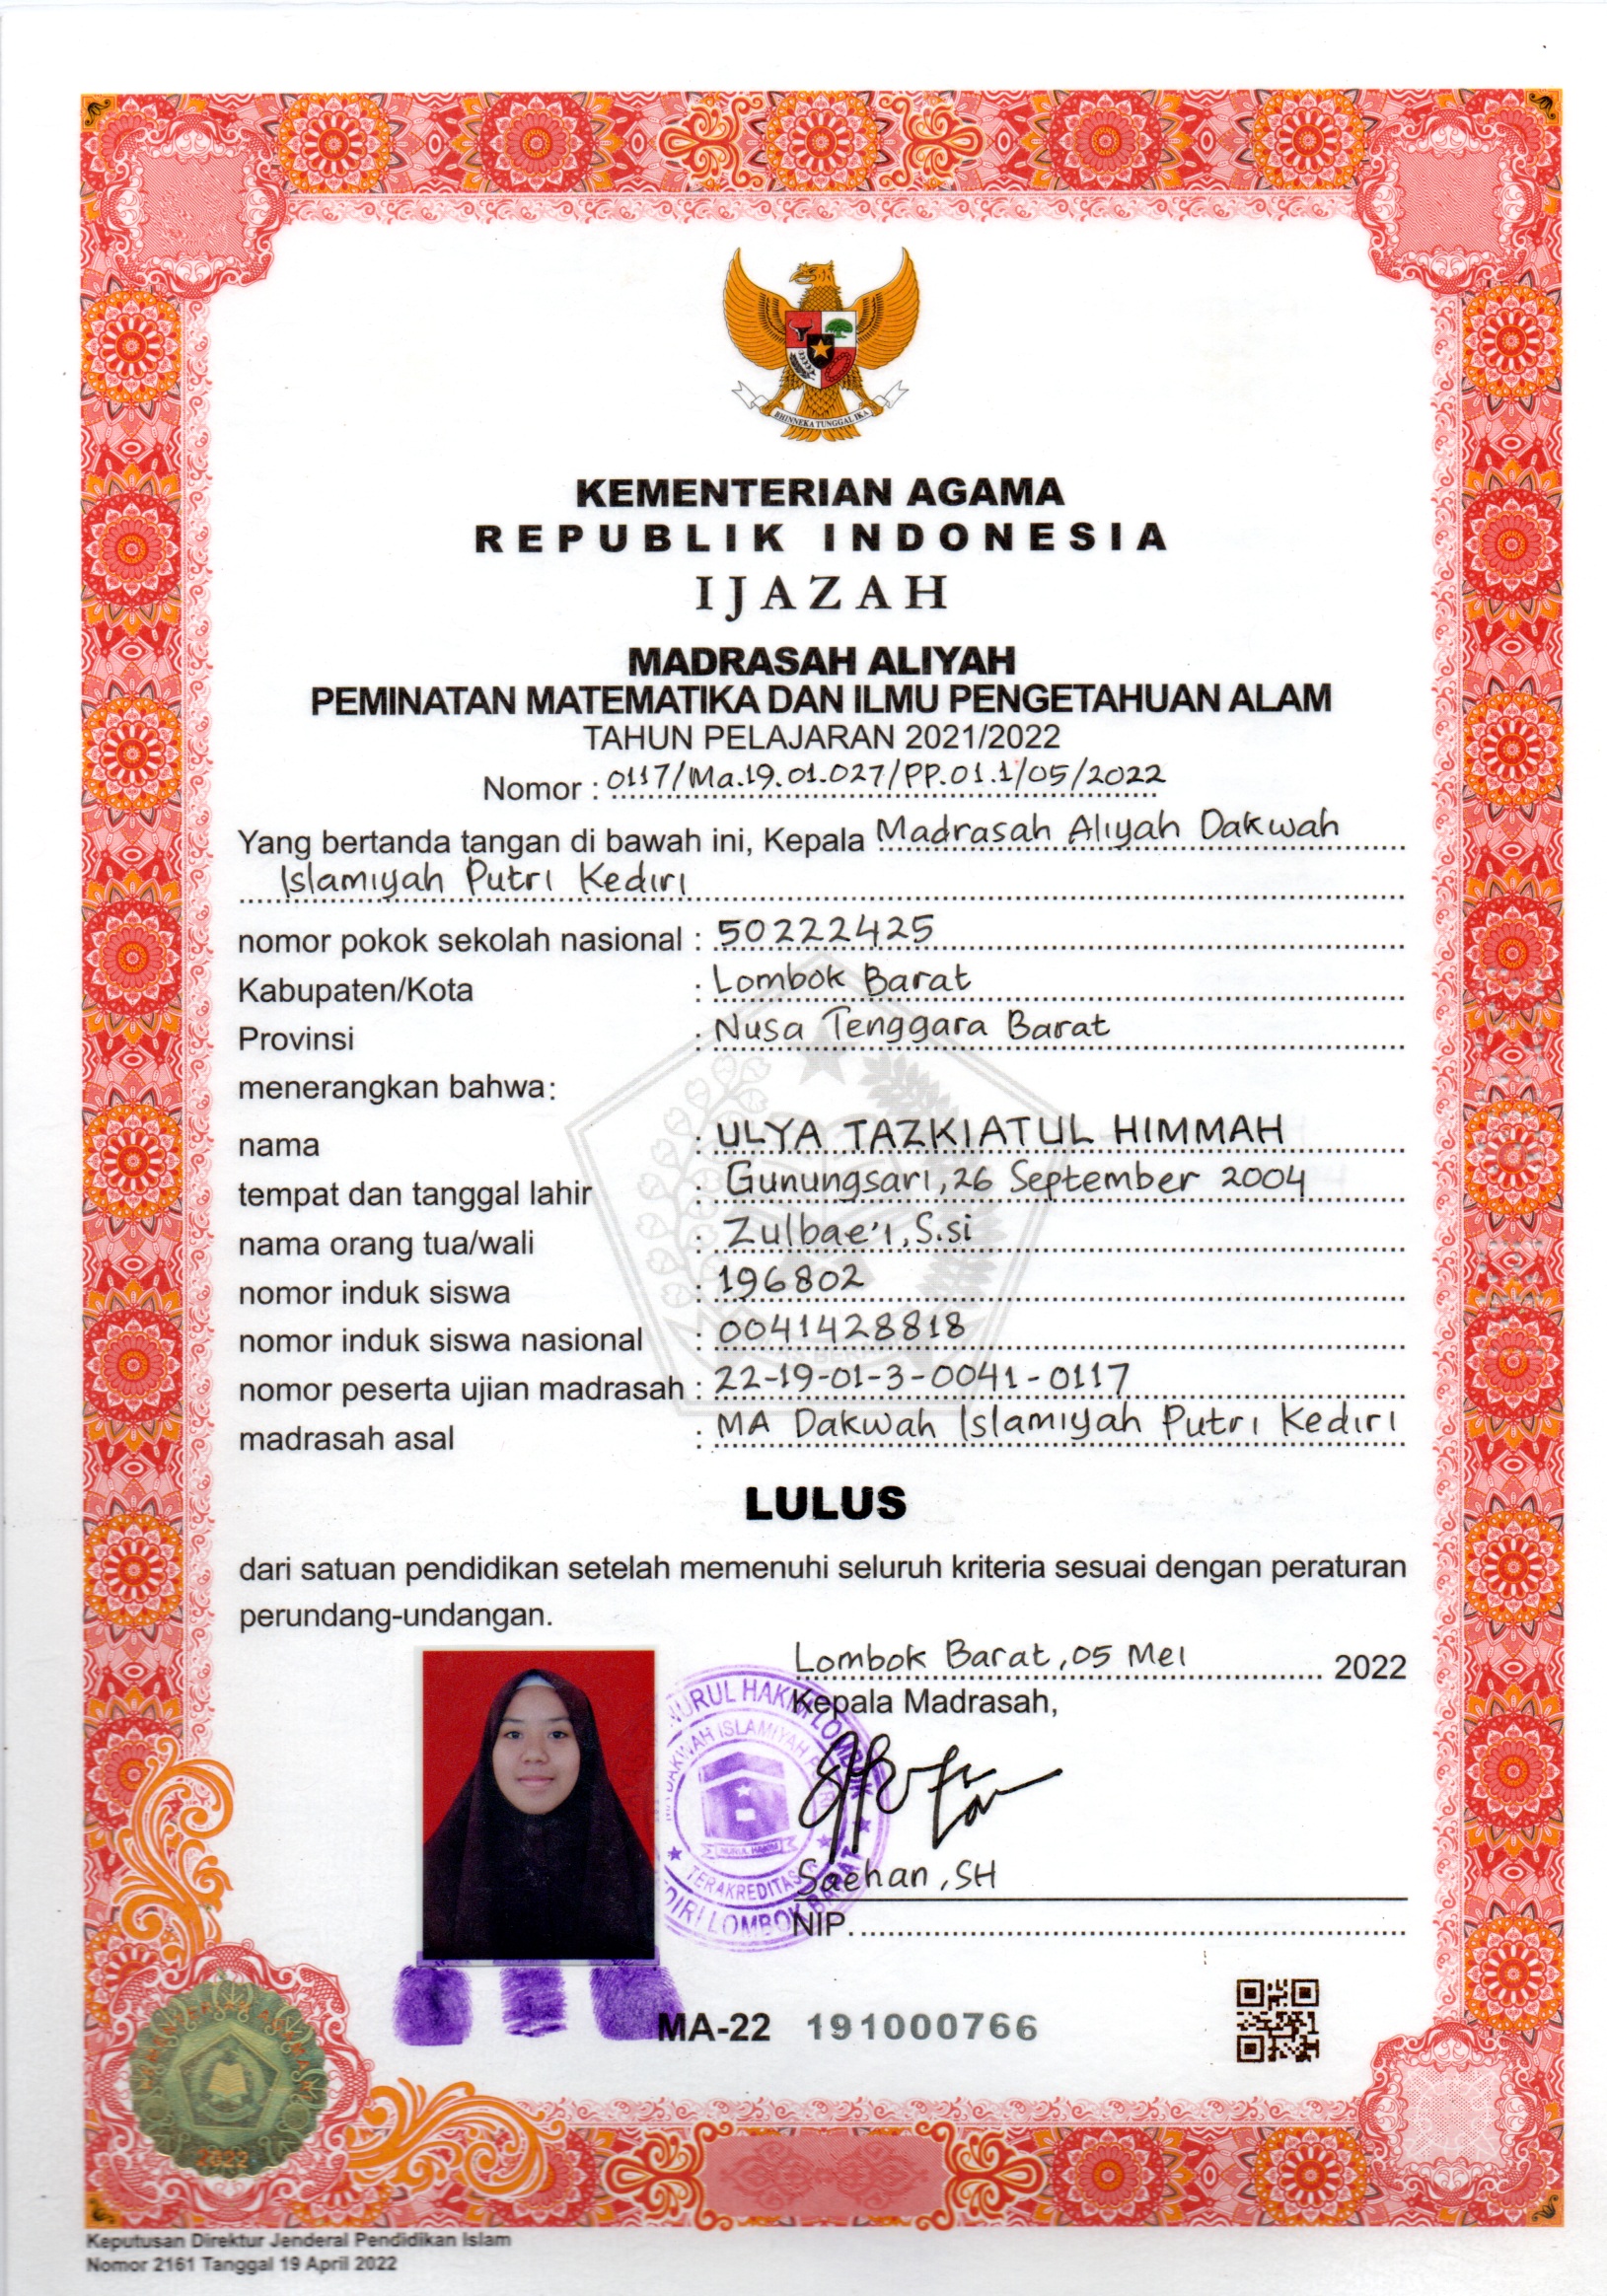 BHINNEKA TUNGGAL IKA
KEMENTERIAN AGAMA
REPUBLIK INDONESIA
IJAZAH
MADRASAH ALIYAH
PEMINATAN MATEMATIKA DAN ILMU PENGETAHUAN ALAM
TAHUN PELAJARAN 2021/2022
Nomor : 0117/Ma.19.01.027/PP.01.1/05/2022
Yang bertanda tangan di bawah ini, Kepala Madrasah Aliyah Dakwah
Islamiyah Putri Kediri
nomor pokok sekolah nasional : 50222425
Kabupaten/Kota : Lombok Barat
Provinsi : Nusa Tenggara Barat
menerangkan bahwa:
nama : ULYA TAZKIATUL HIMMAH
tempat dan tanggal lahir : Gunungsari, 26 September 2004
nama orang tua/wali : Zulbae'i, S.si
nomor induk siswa : 196802
nomor induk siswa nasional : 0041428818
nomor peserta ujian madrasah : 22-19-01-3-0041-0117
madrasah asal : MA Dakwah Islamiyah Putri Kediri
LULUS
dari satuan pendidikan setelah memenuhi seluruh kriteria sesuai dengan peraturan
perundang-undangan.
Lombok Barat, 05 Mei 2022
Kepala Madrasah,
NURUL HAKIM LOMBOK
DAKWAH ISLAMIYAH
NURUL HAKIM
TERAKREDITASI
KEDIRI LOMBOK BARAT
Saehan, SH
NIP.
MA-22 191000766
2022
Keputusan Direktur Jenderal Pendidikan Islam
Nomor 2161 Tanggal 19 April 2022